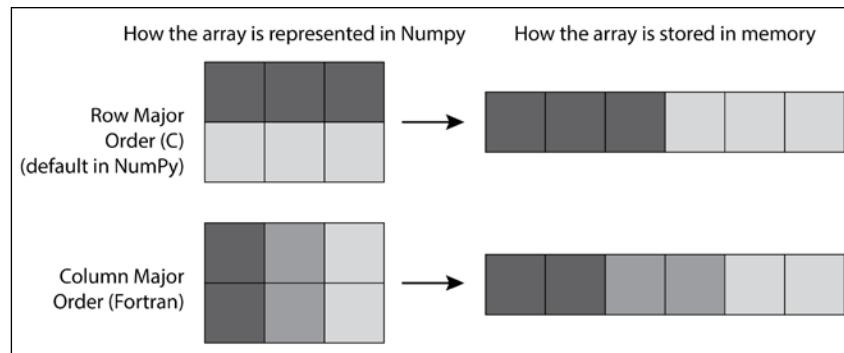 How the array is represented in Numpy
How the array is stored in memory
Row Major
Order (C)
(default in NumPy)
Column Major
Order (Fortran)